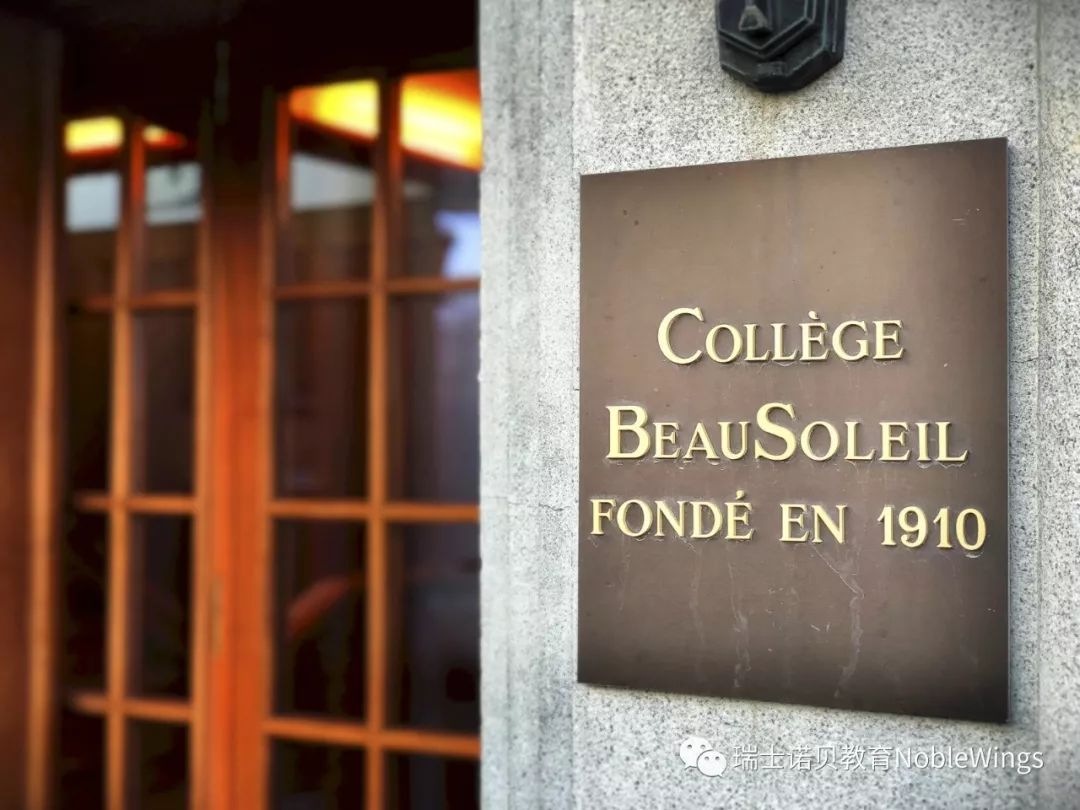 COLLÈGE
BEAUSOLEIL
FONDÉ EN 1910
瑞士诺贝教育NobleWings